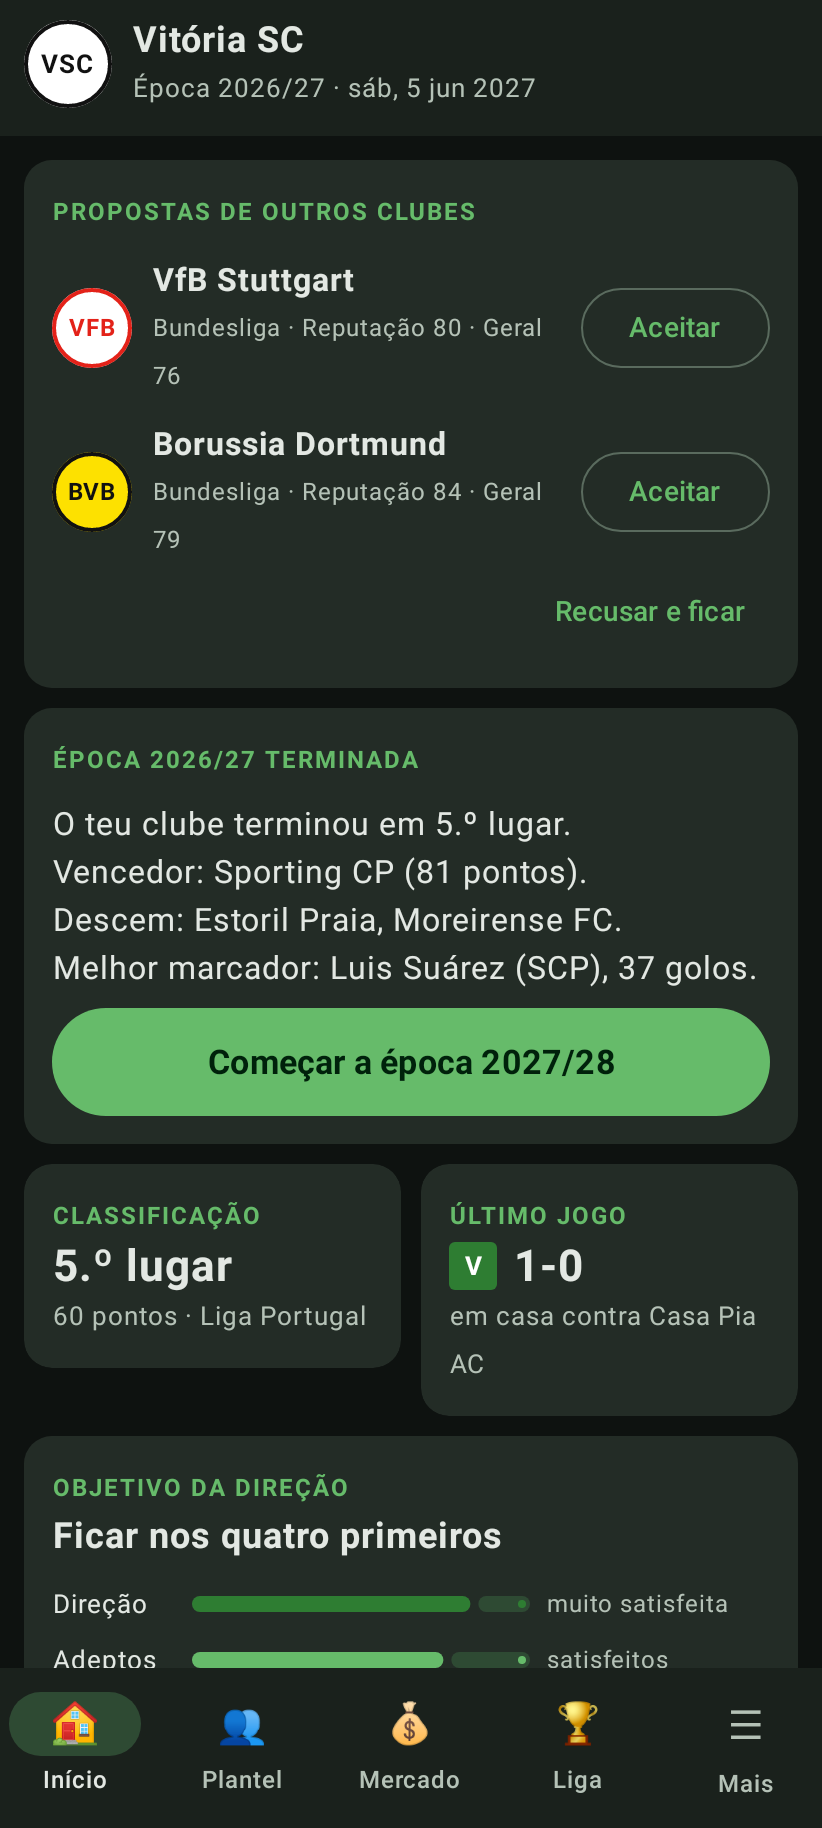 VSC
Vitória SC
Época 2026/27 · sáb, 5 jun 2027
PROPOSTAS DE OUTROS CLUBES
VFB
VfB Stuttgart
Bundesliga · Reputação 80 · Geral
76
Aceitar
BVB
Borussia Dortmund
Bundesliga · Reputação 84 · Geral
79
Aceitar
Recusar e ficar
ÉPOCA 2026/27 TERMINADA
O teu clube terminou em 5.º lugar.
Vencedor: Sporting CP (81 pontos).
Descem: Estoril Praia, Moreirense FC.
Melhor marcador: Luis Suárez (SCP), 37 golos.
Começar a época 2027/28
CLASSIFICAÇÃO
5.º lugar
60 pontos · Liga Portugal
ÚLTIMO JOGO
V 1-0
em casa contra Casa Pia
AC
OBJETIVO DA DIREÇÃO
Ficar nos quatro primeiros
Direção muito satisfeita
Adeptos satisfeitos
Início
Plantel
Mercado
Liga
Mais